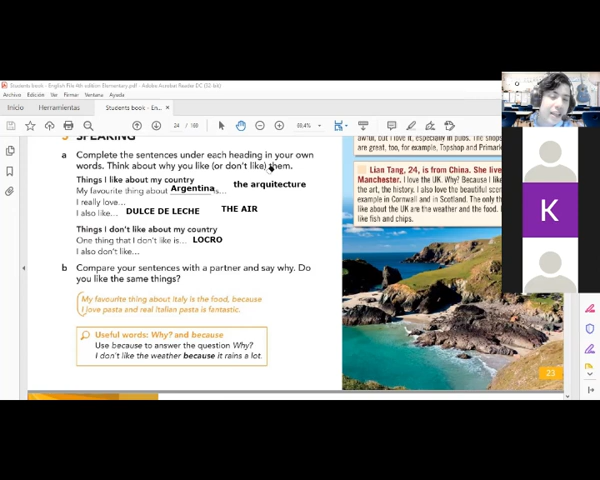 Students book - English File 4th edition Elementary.pdf - Adobe Acrobat Reader DC (32-bit)
Archivo Edición Ver Firmar Ventana Ayuda
Inicio Herramientas Students book - En... ×
24 / 169
SPEAKING
a Complete the sentences under each heading in your own
words. Think about why you like (or don't like) them.
Things I like about my country
My favourite thing about Argentina is... the arquitecture
I really love...
I also like... DULCE DE LECHE THE AIR
Things I don't like about my country
One thing that I don't like is... LOCRO
I also don't like...
b Compare your sentences with a partner and say why. Do
you like the same things?
My favourite thing about Italy is the food, because
I love pasta and real Italian pasta is fantastic.
Useful words: Why? and because
Use because to answer the question Why?
I don't like the weather because it rains a lot.
awful, but I love it, especially in pubs. The shops
are great, too, for example, Topshop and Primark
Lian Tang, 24, is from China. She live
Manchester. I love the UK. Why? Because I like
the art, the history. I also love the beautiful scen
example in Cornwall and in Scotland. The only th
like about the UK are the weather and the food. I
like fish and chips.
23
K